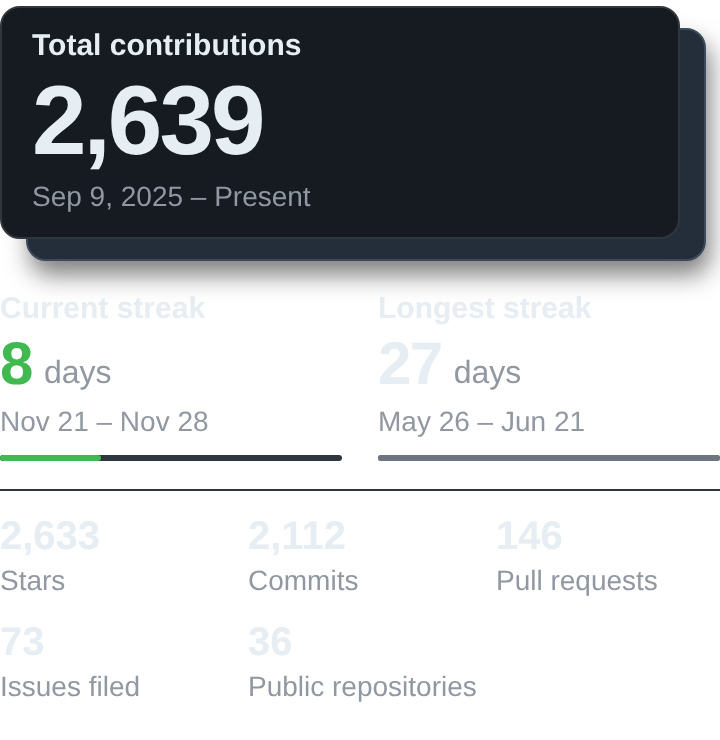 Total contributions
2,639
Sep 9, 2025 – Present
Current streak
8 days
Nov 21 – Nov 28
Longest streak
27 days
May 26 – Jun 21
2,633
Stars
2,112
Commits
146
Pull requests
73
Issues filed
36
Public repositories